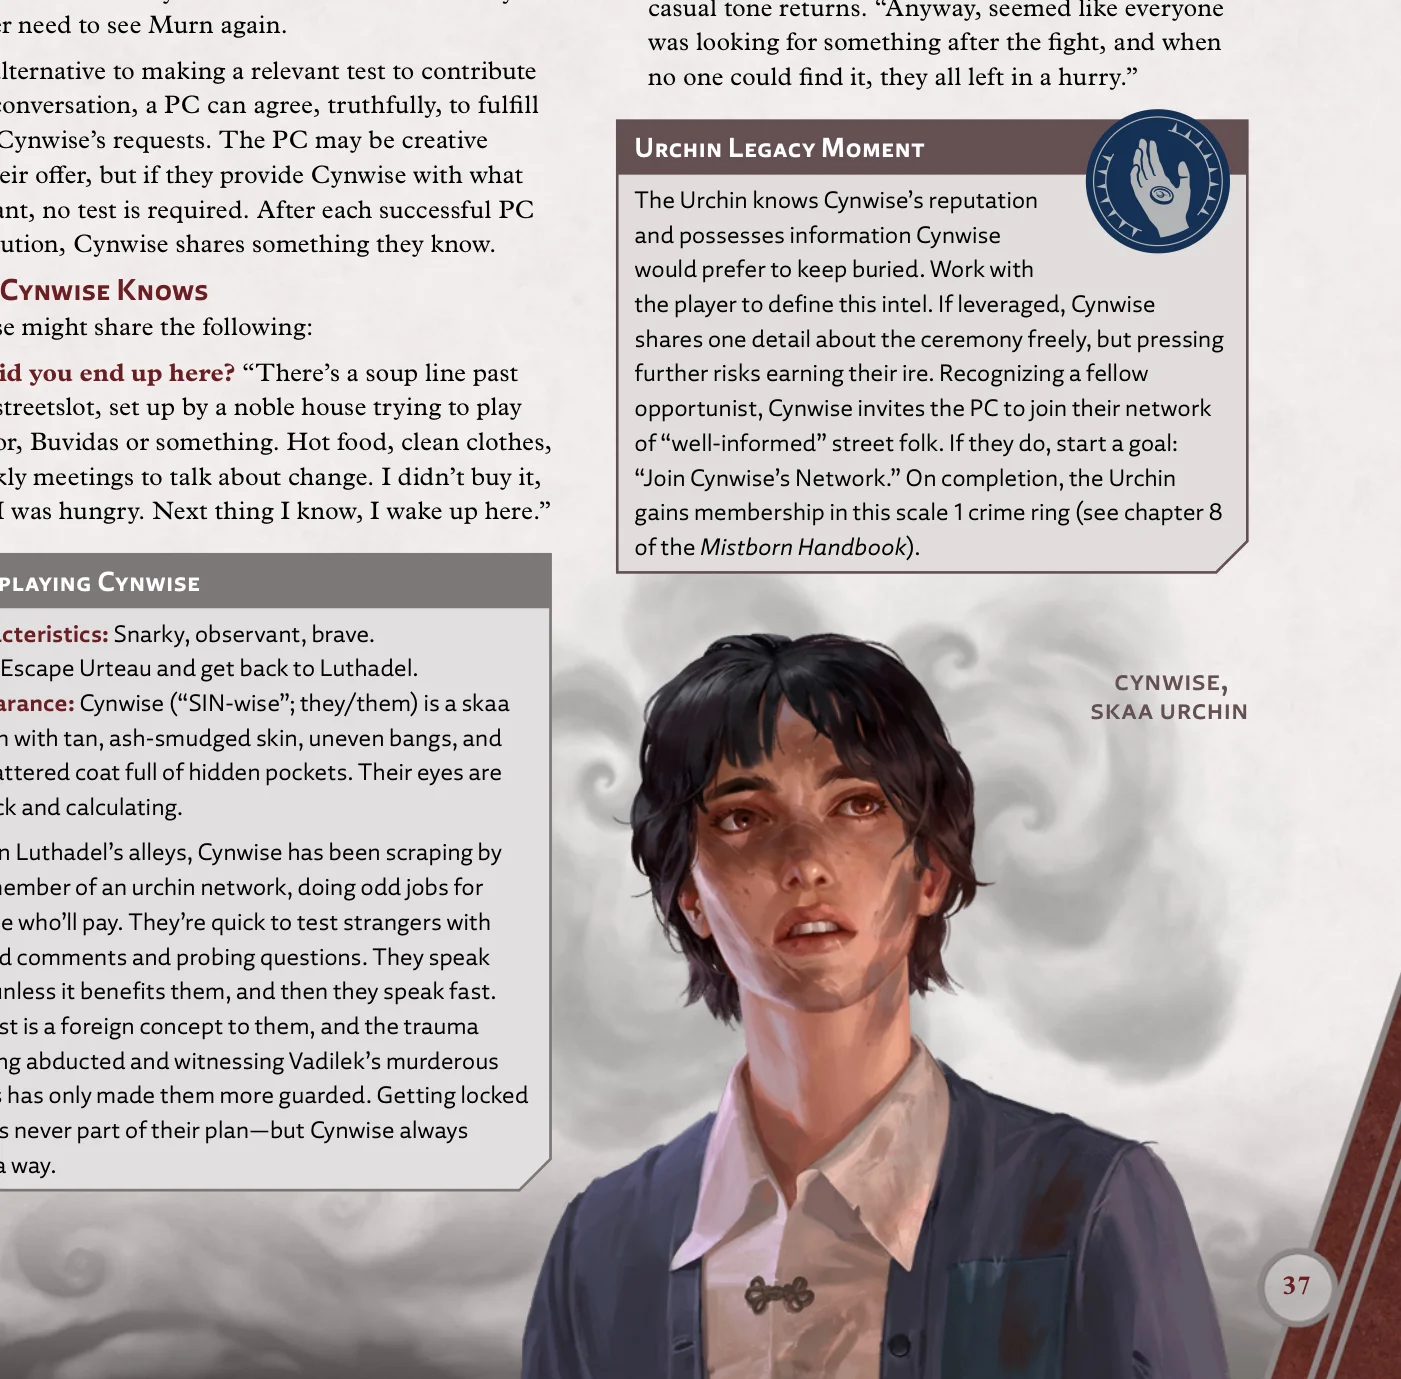 er need to see Murn again.
lternative to making a relevant test to contribute
conversation, a PC can agree, truthfully, to fulfill
Cynwise’s requests. The PC may be creative
eir offer, but if they provide Cynwise with what
ant, no test is required. After each successful PC
ution, Cynwise shares something they know.
Cynwise Knows
se might share the following:
id you end up here? “There’s a soup line past
streetslot, set up by a noble house trying to play
or, Buvidas or something. Hot food, clean clothes,
kly meetings to talk about change. I didn’t buy it,
I was hungry. Next thing I know, I wake up here.”
playing Cynwise
acteristics: Snarky, observant, brave.
Escape Urteau and get back to Luthadel.
arance: Cynwise (“SIN-wise”; they/them) is a skaa
n with tan, ash-smudged skin, uneven bangs, and
attered coat full of hidden pockets. Their eyes are
ck and calculating.
n Luthadel’s alleys, Cynwise has been scraping by
member of an urchin network, doing odd jobs for
e who’ll pay. They’re quick to test strangers with
d comments and probing questions. They speak
unless it benefits them, and then they speak fast.
st is a foreign concept to them, and the trauma
ng abducted and witnessing Vadilek’s murderous
s has only made them more guarded. Getting locked
s never part of their plan—but Cynwise always
a way.
casual tone returns. “Anyway, seemed like everyone
was looking for something after the fight, and when
no one could find it, they all left in a hurry.”
Urchin Legacy Moment
The Urchin knows Cynwise’s reputation
and possesses information Cynwise
would prefer to keep buried. Work with
the player to define this intel. If leveraged, Cynwise
shares one detail about the ceremony freely, but pressing
further risks earning their ire. Recognizing a fellow
opportunist, Cynwise invites the PC to join their network
of “well-informed” street folk. If they do, start a goal:
“Join Cynwise’s Network.” On completion, the Urchin
gains membership in this scale 1 crime ring (see chapter 8
of the Mistborn Handbook).
CYNWISE,
SKAA URCHIN
37